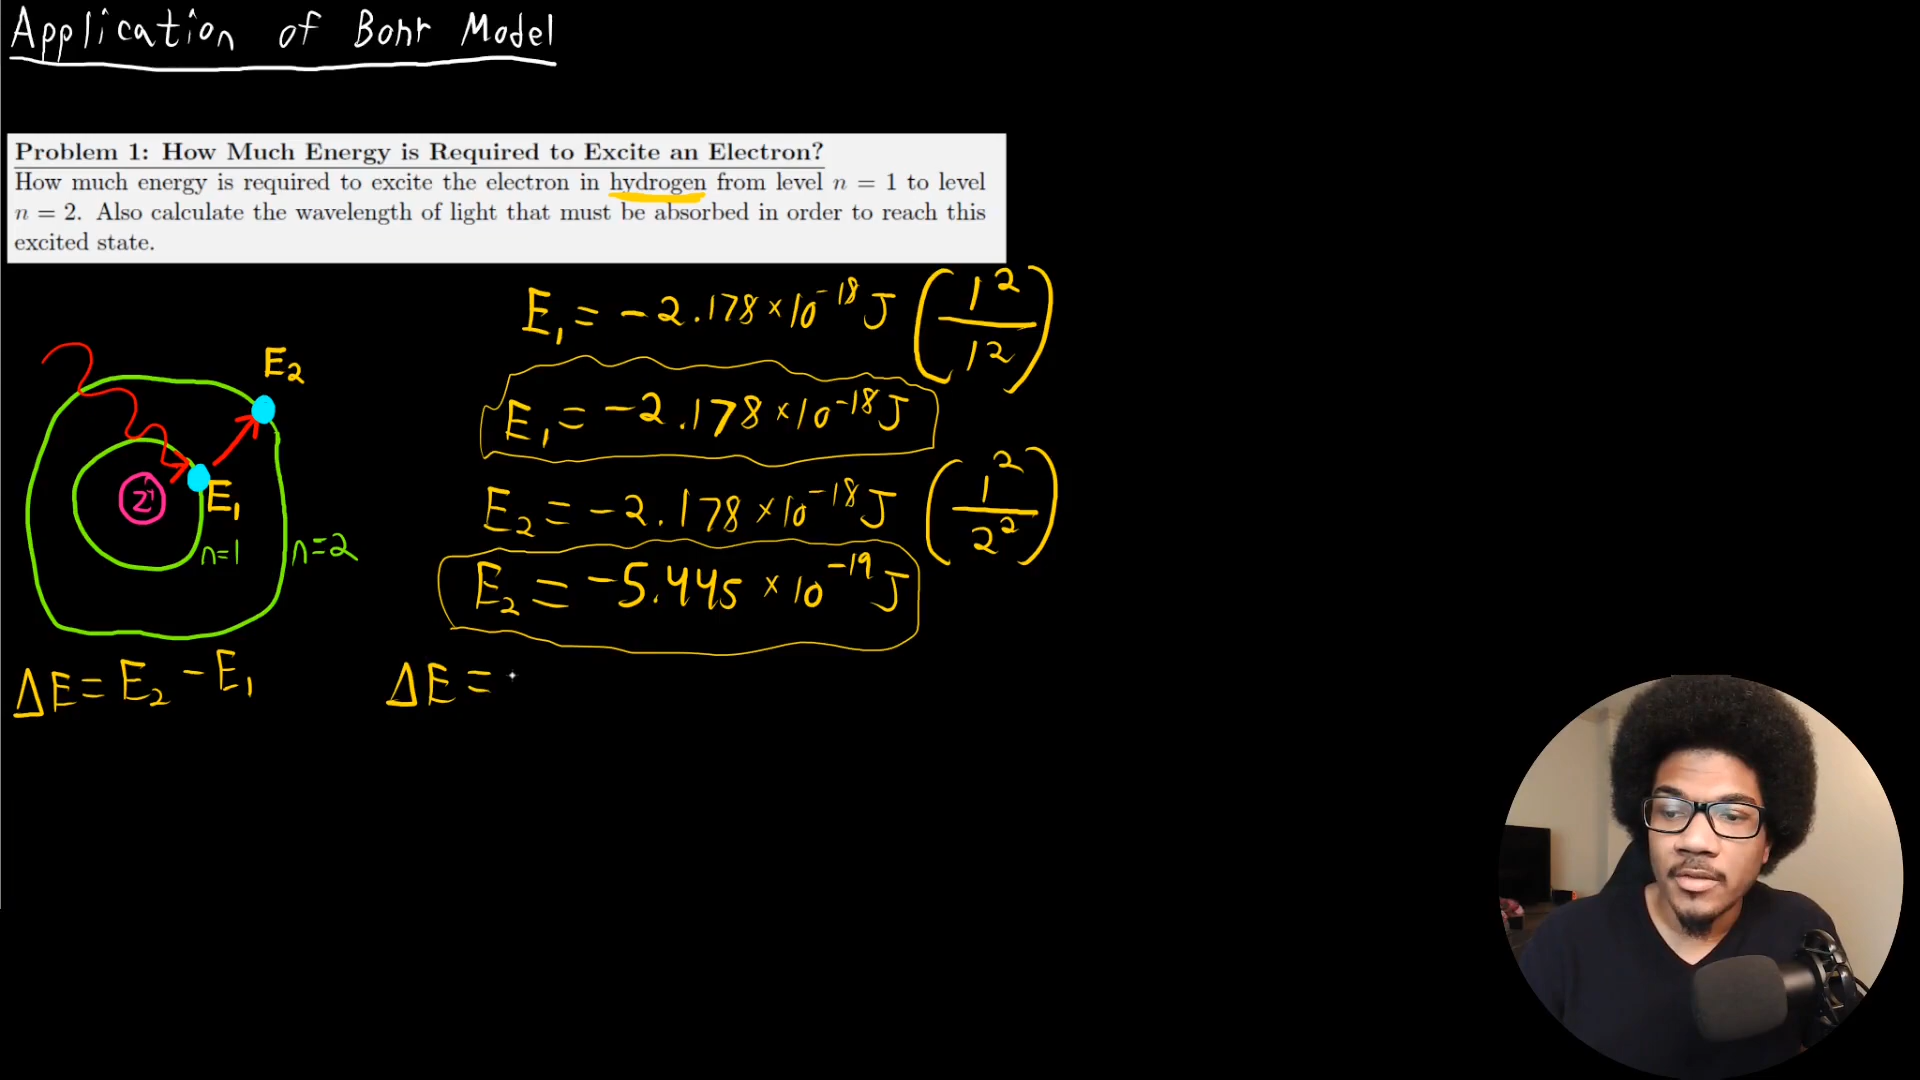 Application of Bohr Model
Problem 1: How Much Energy is Required to Excite an Electron?
How much energy is required to excite the electron in hydrogen from level n = 1 to level
n = 2. Also calculate the wavelength of light that must be absorbed in order to reach this
excited state.
E₁ = -2.178 × 10⁻¹⁸ J (1²/1²)
E₁ = -2.178 × 10⁻¹⁸ J
E₂ = -2.178 × 10⁻¹⁸ J (1²/2²)
E₂ = -5.445 × 10⁻¹⁹ J
E₂
E₁
n=1
n=2
ΔE = E₂ - E₁
ΔE =